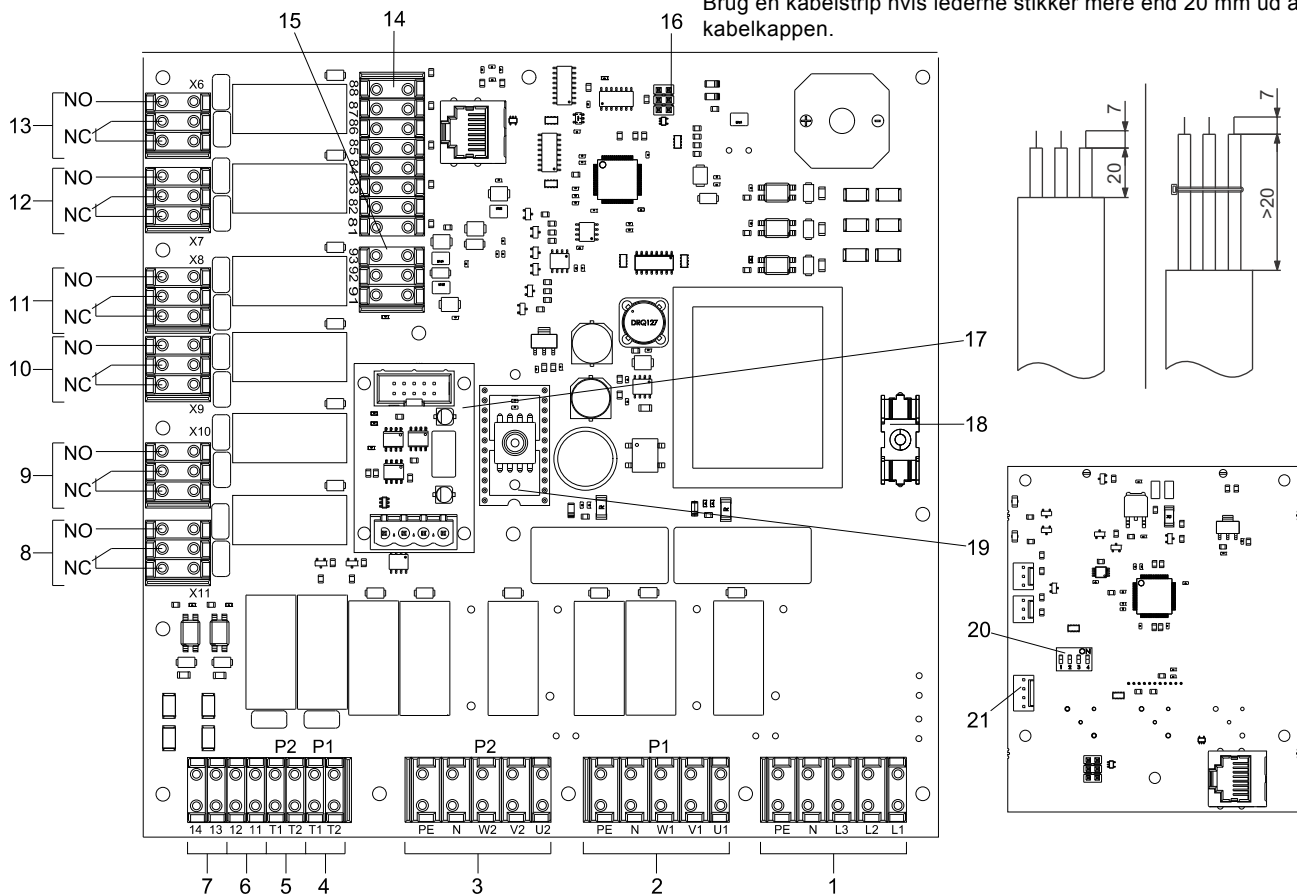 Brug en kabelstrip hvis lederne stikker mere end 20 mm ud a
kabelkappen.
15 14 16
X6
NO
13
NC
88
87
86
85
84
83
82
81
NO
12
NC
X7
X8
93
92
91
NO
11
NC
NO
10
NC
X9
X10
NO
9
NC
NO
8
NC
X11
DRQ127
17
18
19
7
20
7
>20
ON
1 2 3 4
20
21
P2 P1 P2 P1
14 13 12 11 T1 T2 T1 T2 PE N W2 V2 U2 PE N W1 V1 U1 PE N L3 L2 L1
7 6 5 4 3 2 1